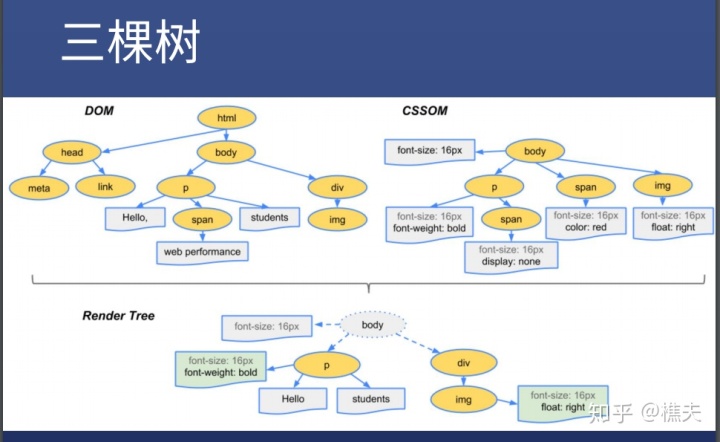 三棵树
DOM
html
head
body
meta
link
p
div
Hello,
span
students
img
web performance
CSSOM
font-size: 16px
body
p
span
img
font-size: 16px
font-weight: bold
span
font-size: 16px
color: red
font-size: 16px
float: right
font-size: 16px
display: none
Render Tree
font-size: 16px
body
font-size: 16px
font-weight: bold
p
div
Hello
students
img
font-size: 16px
float: right
知乎 @樵夫